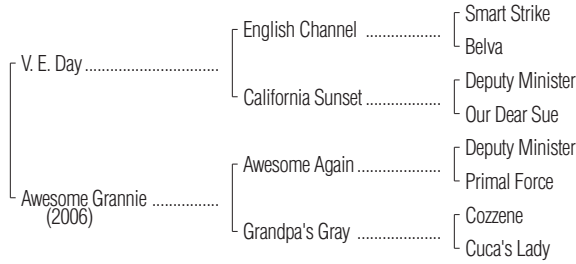 Smart Strike
English Channel ..................
Belva
V. E. Day ................................
Deputy Minister
California Sunset ..................
Our Dear Sue
Deputy Minister
Awesome Again ....................
Primal Force
Awesome Grannie ................
(2006)
Cozzene
Grandpa's Gray ....................
Cuca's Lady